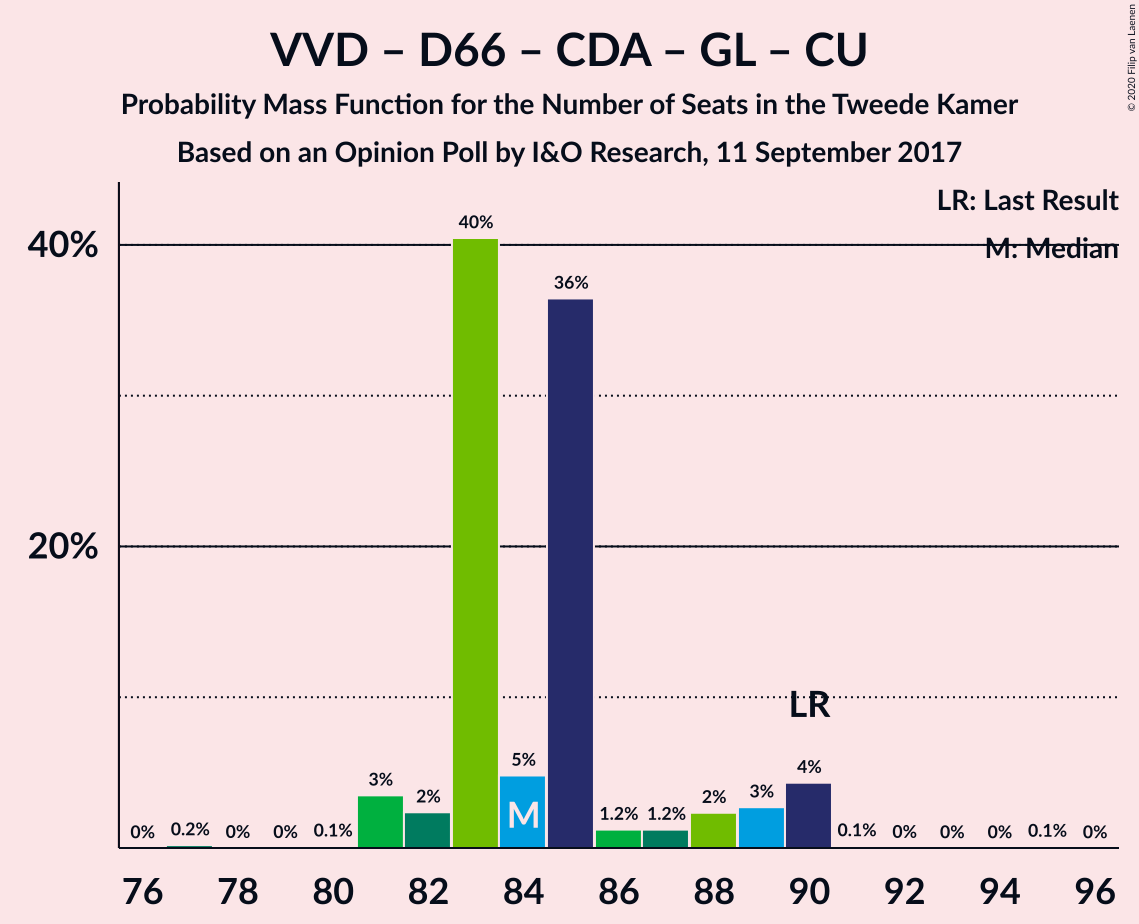 VVD – D66 – CDA – GL – CU
Probability Mass Function for the Number of Seats in the Tweede Kamer
Based on an Opinion Poll by I&O Research, 11 September 2017
© 2020 Filip van Laenen
LR: Last Result
M: Median
40%
20%
0% 0.2% 0% 0% 0.1% 3% 2% 40% 5% 36% 1.2% 1.2% 2% 3% 4% 0.1% 0% 0% 0% 0.1% 0%
LR
M
76 78 80 82 84 86 88 90 92 94 96